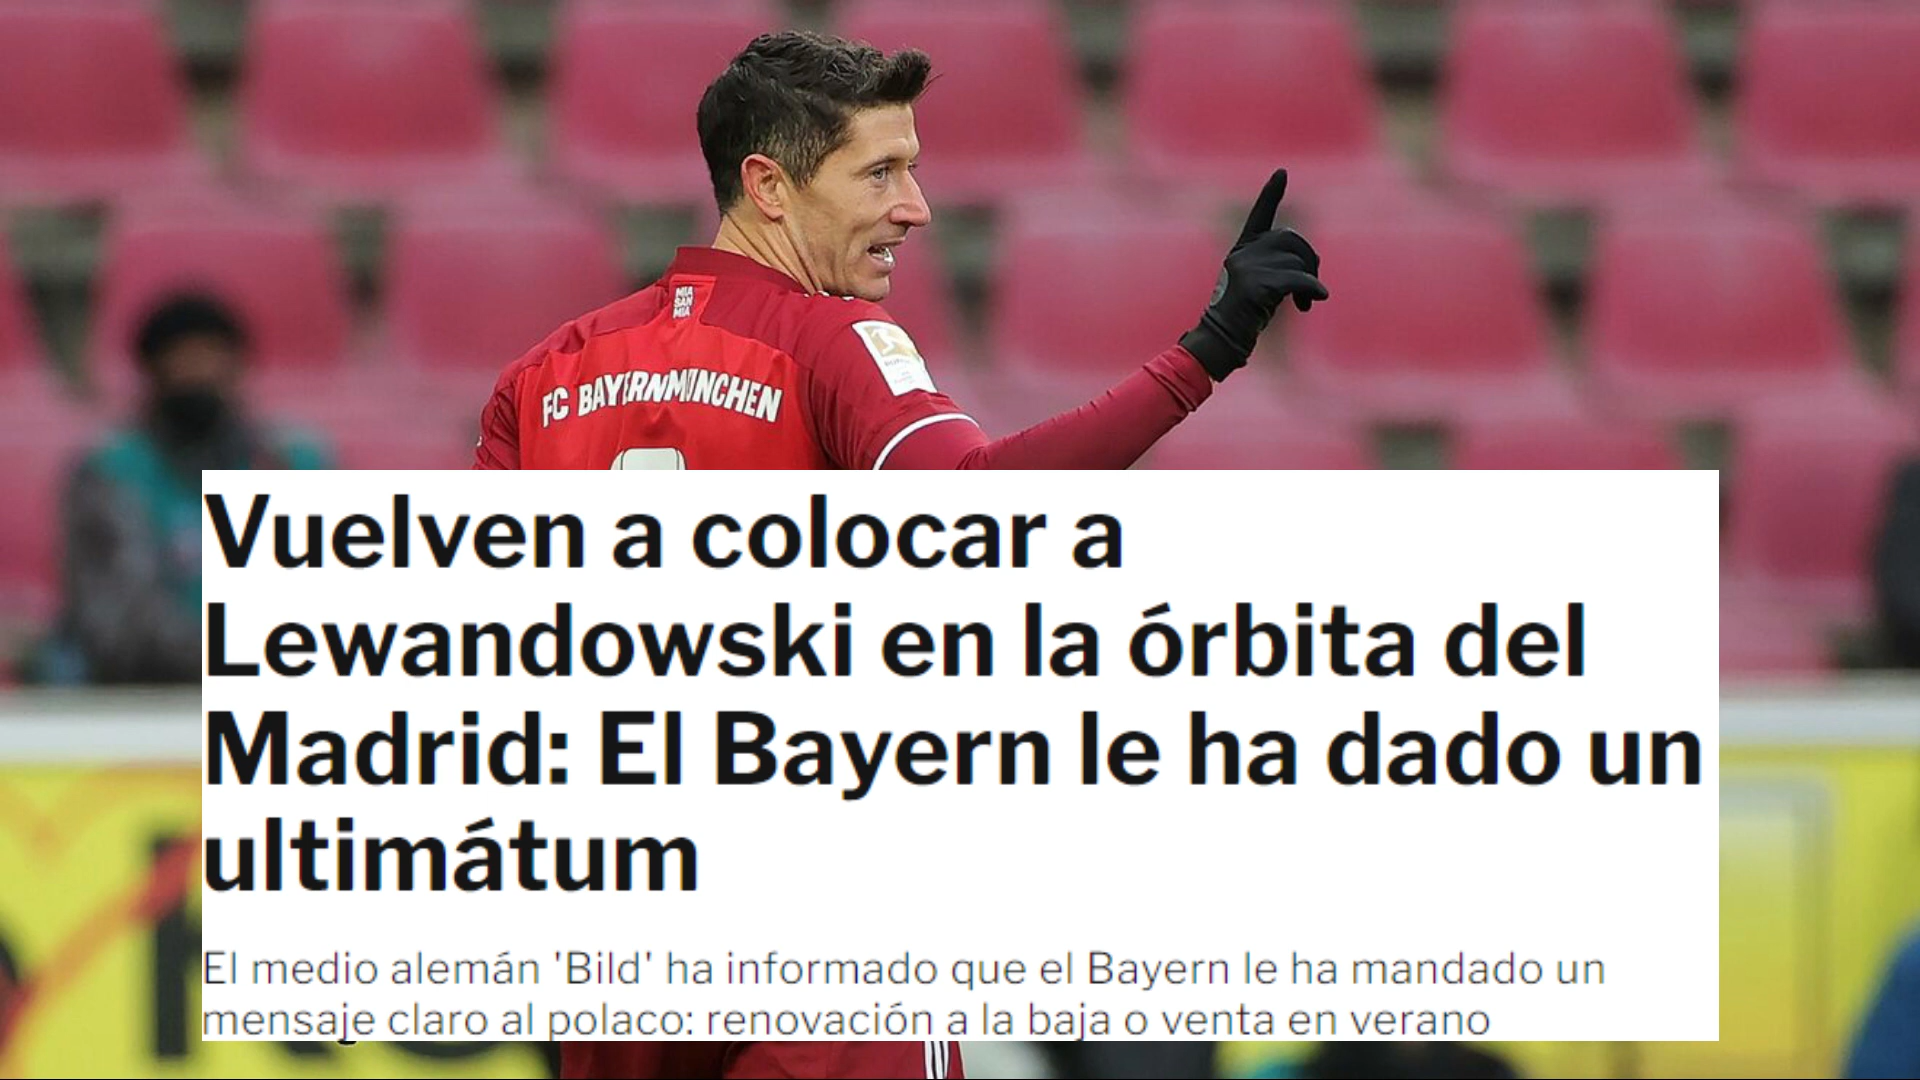 MIA
SAN
MIA
FC BAYERN MÜNCHEN
Vuelven a colocar a
Lewandowski en la órbita del
Madrid: El Bayern le ha dado un
ultimátum
El medio alemán 'Bild' ha informado que el Bayern le ha mandado un
mensaje claro al polaco: renovación a la baja o venta en verano